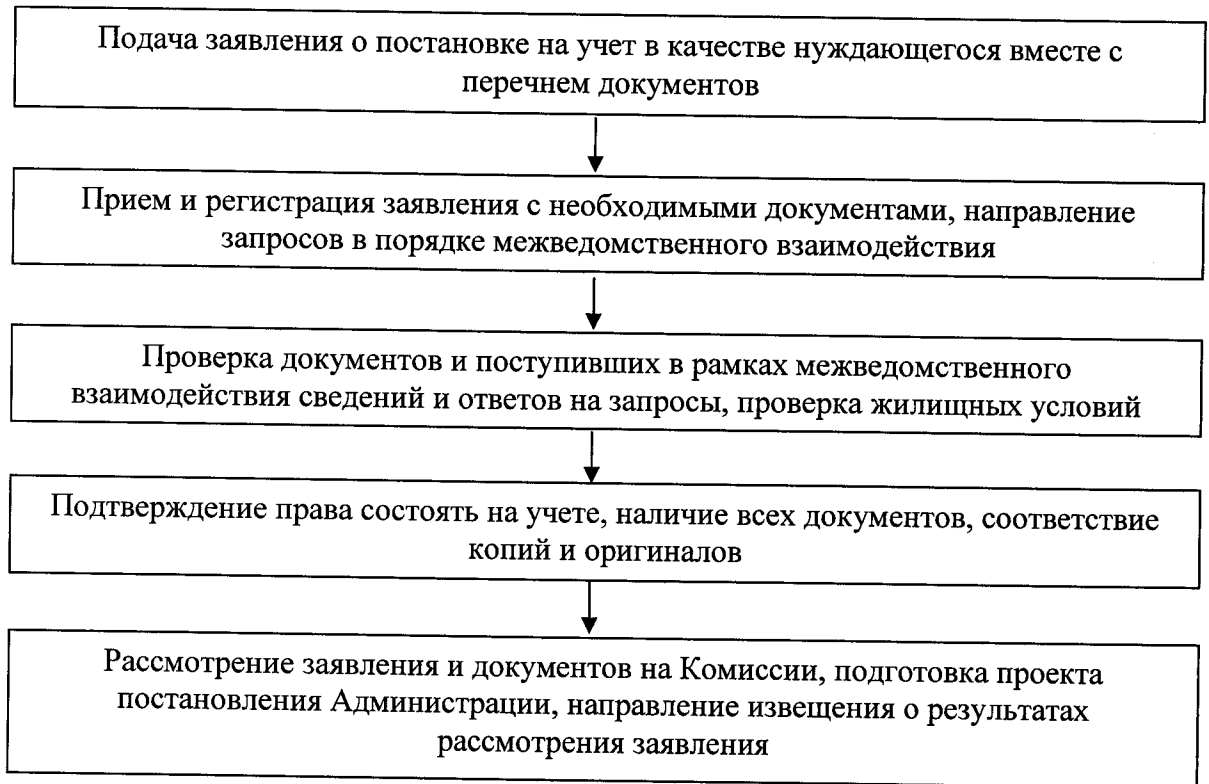 Подача заявления о постановке на учет в качестве нуждающегося вместе с
перечнем документов
Прием и регистрация заявления с необходимыми документами, направление
запросов в порядке межведомственного взаимодействия
Проверка документов и поступивших в рамках межведомственного
взаимодействия сведений и ответов на запросы, проверка жилищных условий
Подтверждение права состоять на учете, наличие всех документов, соответствие
копий и оригиналов
Рассмотрение заявления и документов на Комиссии, подготовка проекта
постановления Администрации, направление извещения о результатах
рассмотрения заявления